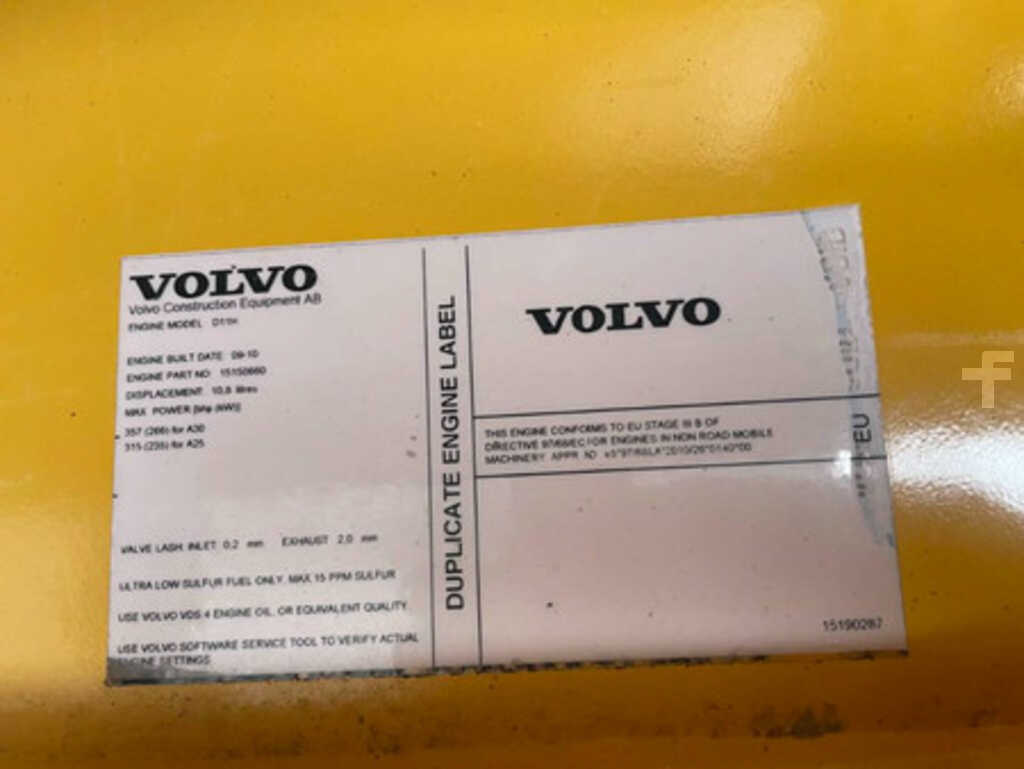 VOLVO
Volvo Construction Equipment AB
ENGINE MODEL
ENGINE BUILT DATE: 09-10
ENGINE PART NO: 15150660
DISPLACEMENT: 10,8 litres
MAX. POWER [bhp (kW)]
357 (266) for A30
315 (235) for A25
VALVE LASH: INLET 0,2 mm EXHAUST 2,0 mm
ULTRA LOW SULFUR FUEL ONLY. MAX 15 PPM SULFUR
USE VOLVO VDS 4 ENGINE OIL, OR EQUIVALENT QUALITY.
USE VOLVO SOFTWARE SERVICE TOOL TO VERIFY ACTUAL
ENGINE SETTINGS
DUPLICATE ENGINE LABEL
VOLVO
THIS ENGINE CONFORMS TO EU STAGE III B OF
DIRECTIVE 97/68/EC FOR ENGINES IN NON ROAD MOBILE
MACHINERY. APPR. NO.
EU
15190287